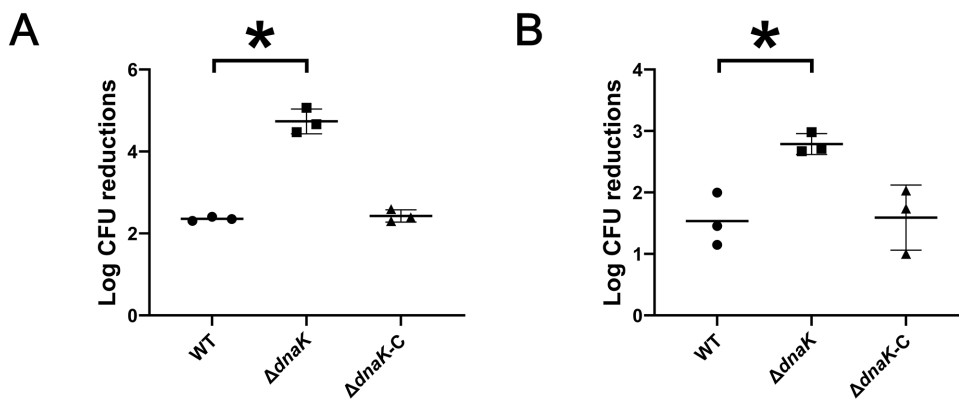 A
*
Log CFU reductions
6
4
2
0
WT
ΔdnaK
ΔdnaK-C
B
*
Log CFU reductions
4
3
2
1
0
WT
ΔdnaK
ΔdnaK-C